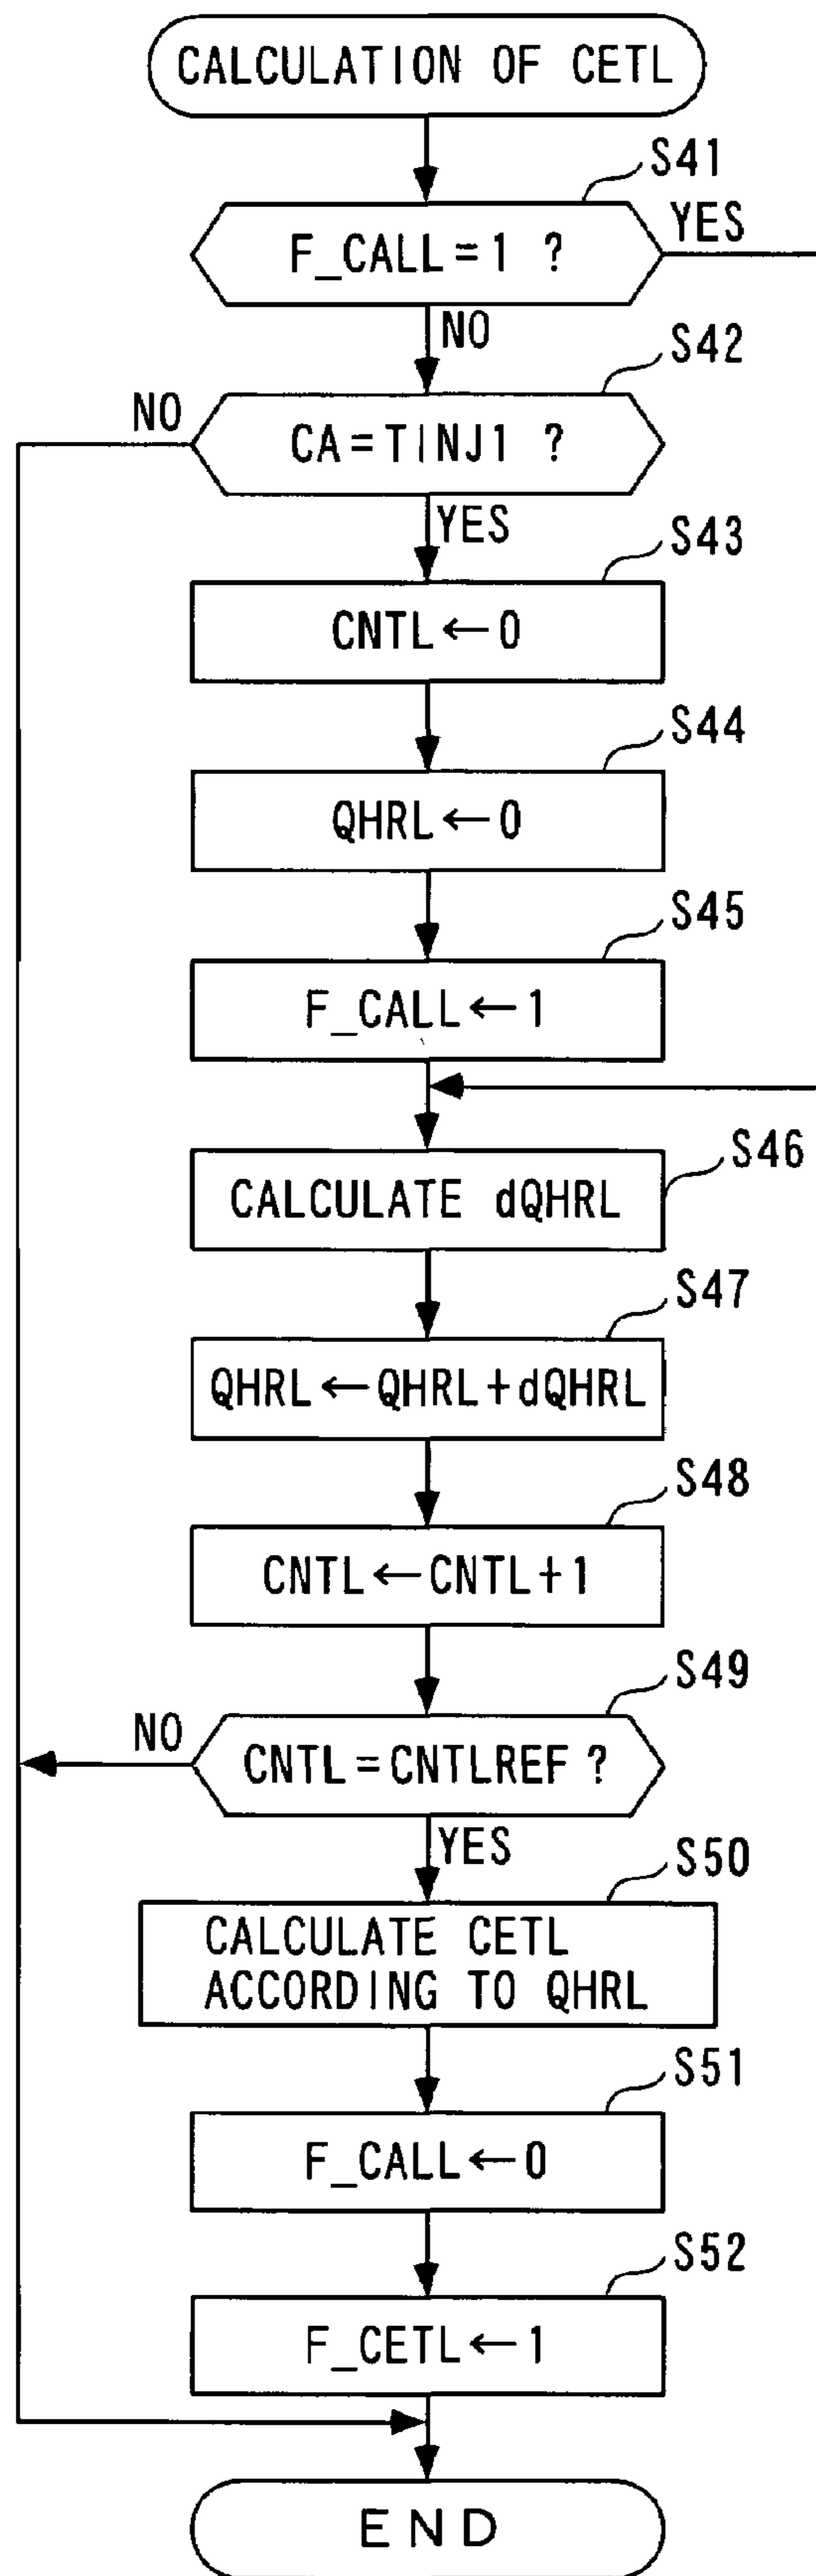 CALCULATION OF CETL
S41
F_CALL=1 ?
YES
NO
S42
NO
CA=TINJ1 ?
YES
S43
CNTL←0
S44
QHRL←0
S45
F_CALL←1
S46
CALCULATE dQHRL
S47
QHRL←QHRL+dQHRL
S48
CNTL←CNTL+1
S49
NO
CNTL=CNTLREF ?
YES
S50
CALCULATE CETL
ACCORDING TO QHRL
S51
F_CALL←0
S52
F_CETL←1
END